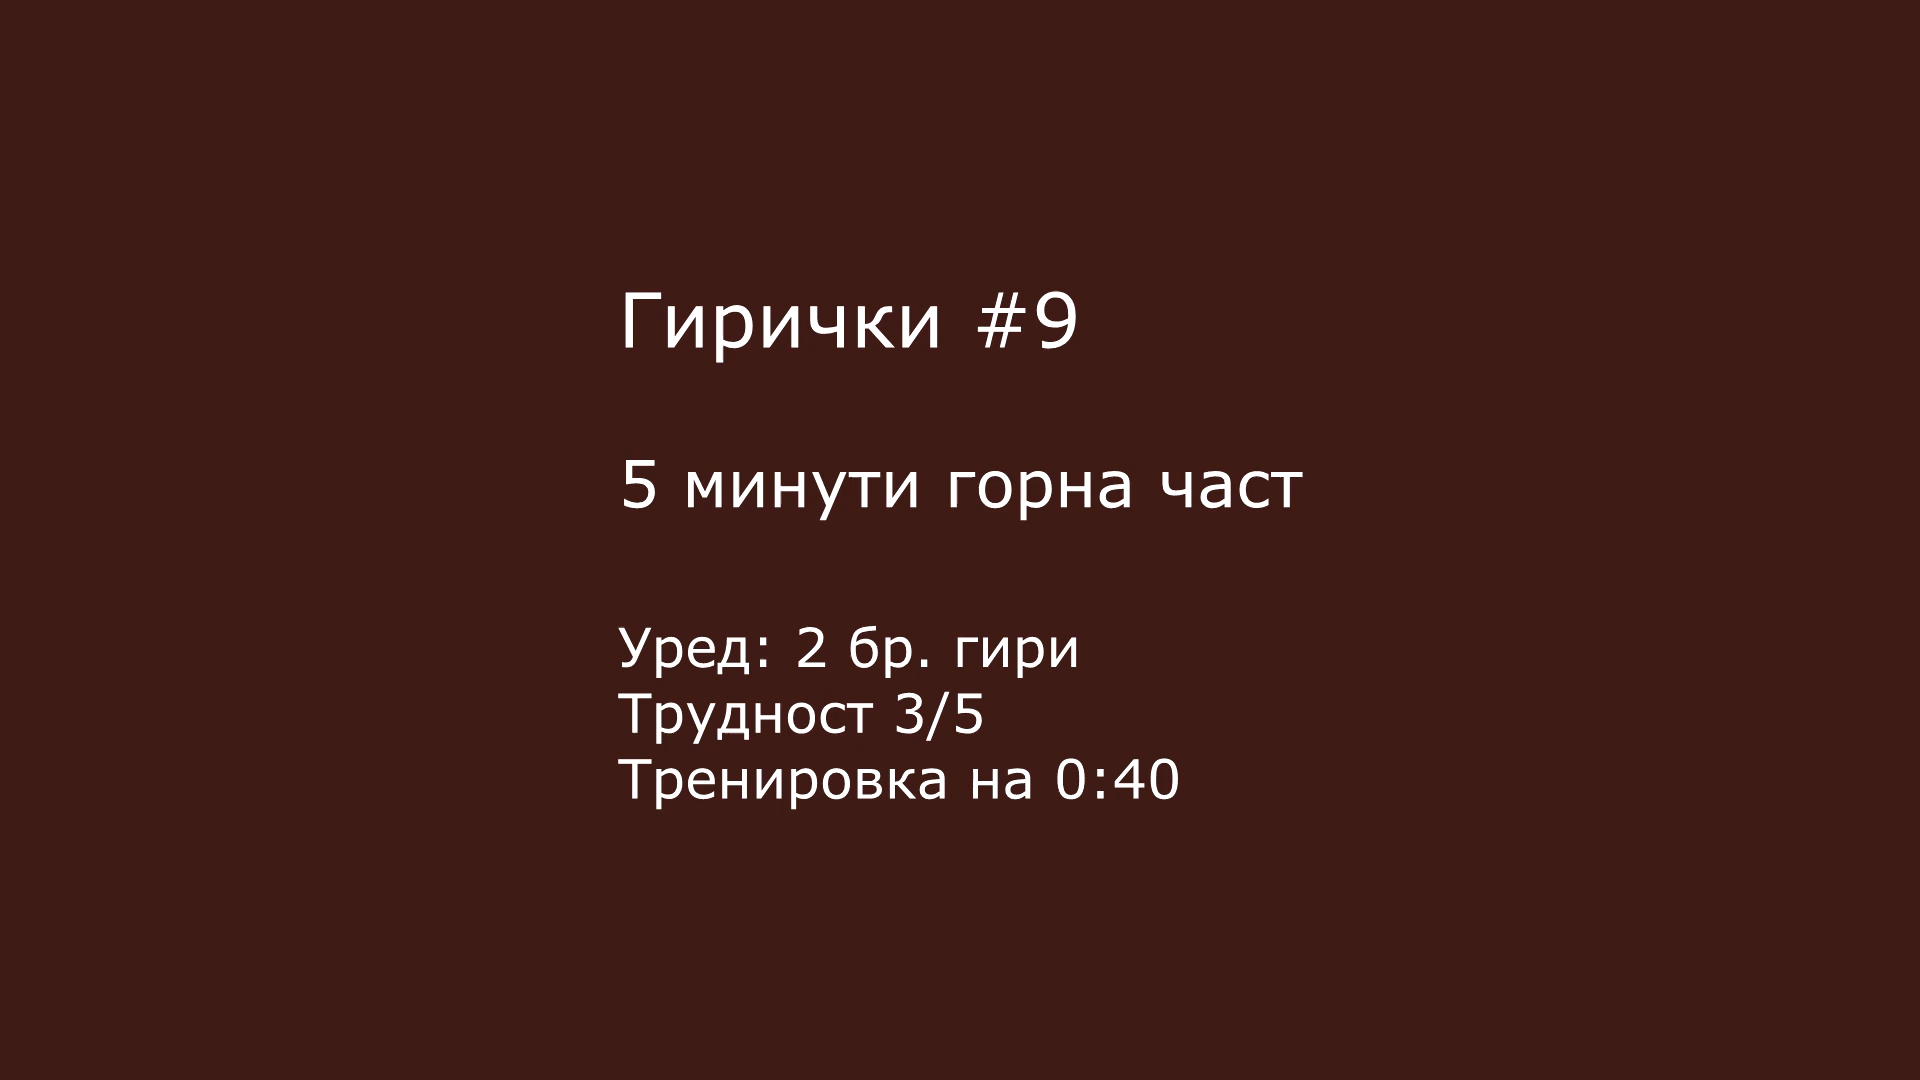 Гирички #9
5 минути горна част
Уред: 2 бр. гири
Трудност 3/5
Тренировка на 0:40